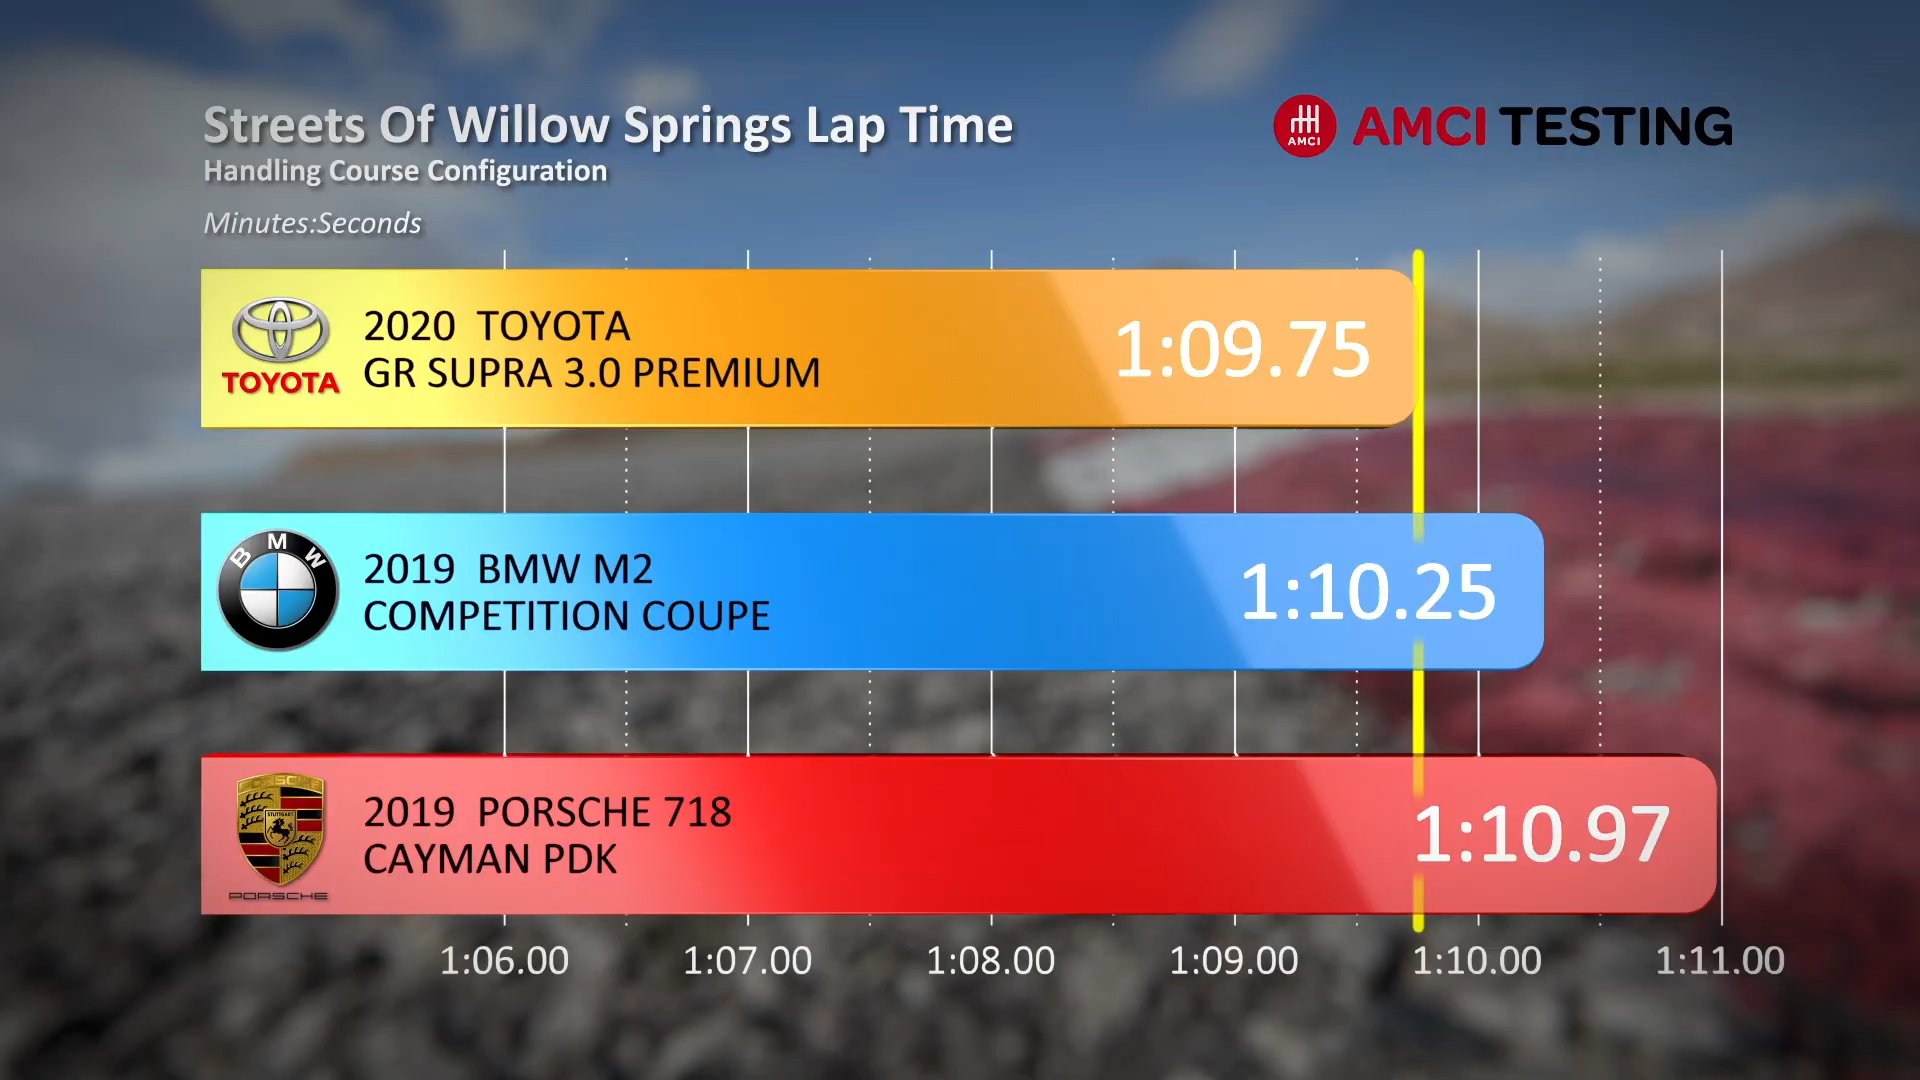 Streets Of Willow Springs Lap Time
AMCI
AMCI TESTING
Handling Course Configuration
Minutes:Seconds
2020 TOYOTA
GR SUPRA 3.0 PREMIUM
1:09.75
TOYOTA
BMW
2019 BMW M2
COMPETITION COUPE
1:10.25
PORSCHE
STUTTGART
2019 PORSCHE 718
CAYMAN PDK
1:10.97
PORSCHE
1:06.00 1:07.00 1:08.00 1:09.00 1:10.00 1:11.00